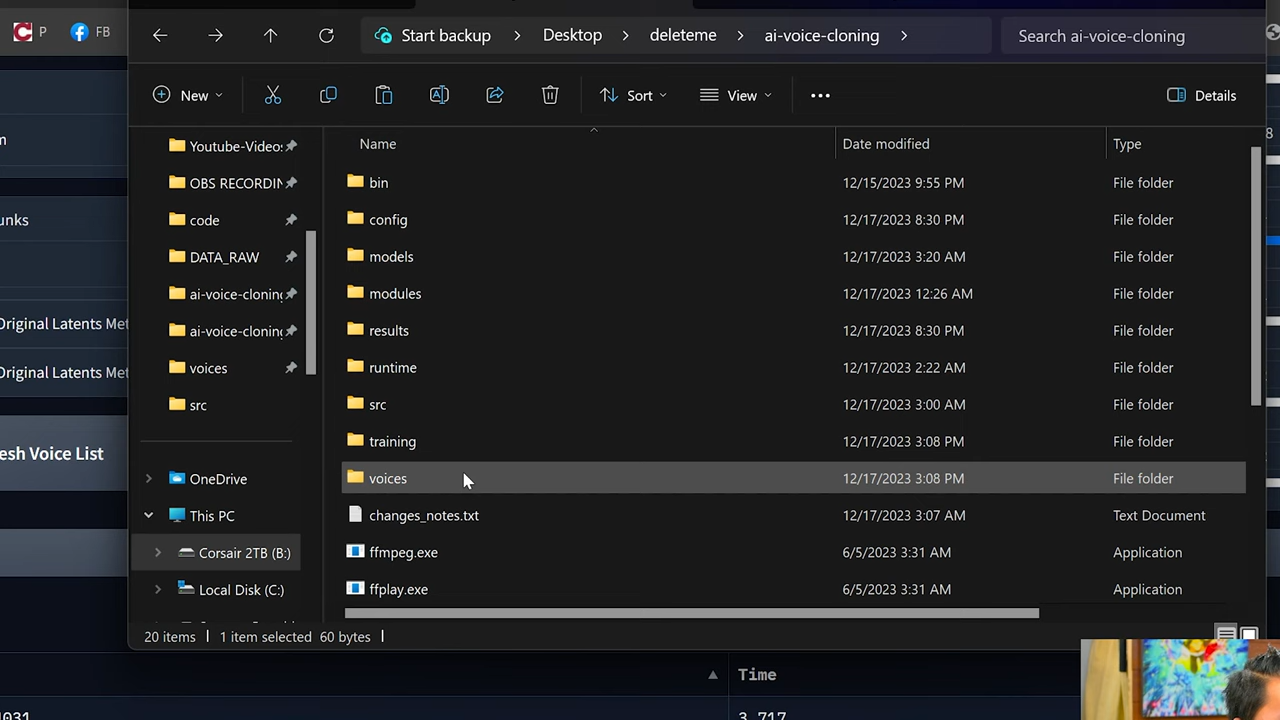 P
FB
Start backup
Desktop
deleteme
ai-voice-cloning
Search ai-voice-cloning
New
Sort
View
Details
Name
Date modified
Type
Youtube-Video
OBS RECORDIN
code
DATA_RAW
ai-voice-cloning
ai-voice-cloning
voices
src
OneDrive
This PC
Corsair 2TB (B:)
Local Disk (C:)
bin 12/15/2023 9:55 PM File folder
config 12/17/2023 8:30 PM File folder
models 12/17/2023 3:20 AM File folder
modules 12/17/2023 12:26 AM File folder
results 12/17/2023 8:30 PM File folder
runtime 12/17/2023 2:22 AM File folder
src 12/17/2023 3:00 AM File folder
training 12/17/2023 3:08 PM File folder
voices 12/17/2023 3:08 PM File folder
changes_notes.txt 12/17/2023 3:07 AM Text Document
ffmpeg.exe 6/5/2023 3:31 AM Application
ffplay.exe 6/5/2023 3:31 AM Application
20 items
1 item selected 60 bytes
unks
Original Latents Met
Original Latents Met
esh Voice List
Time
4031
3.717